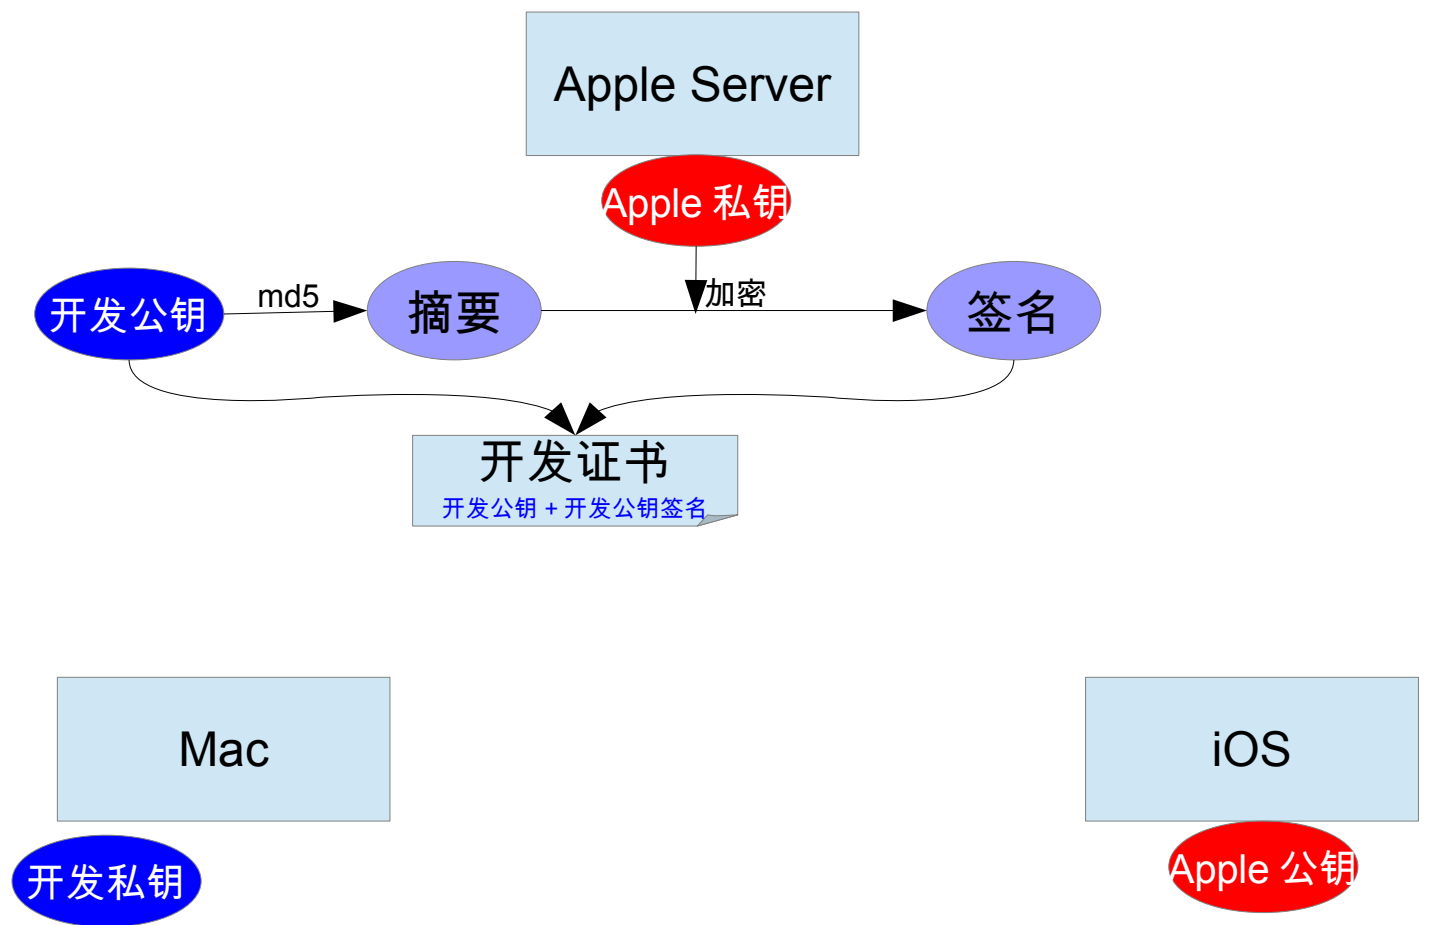 Apple Server
Apple 私钥
开发公钥
md5
摘要
加密
签名
开发证书
开发公钥 + 开发公钥签名
Mac
iOS
开发私钥
Apple 公钥